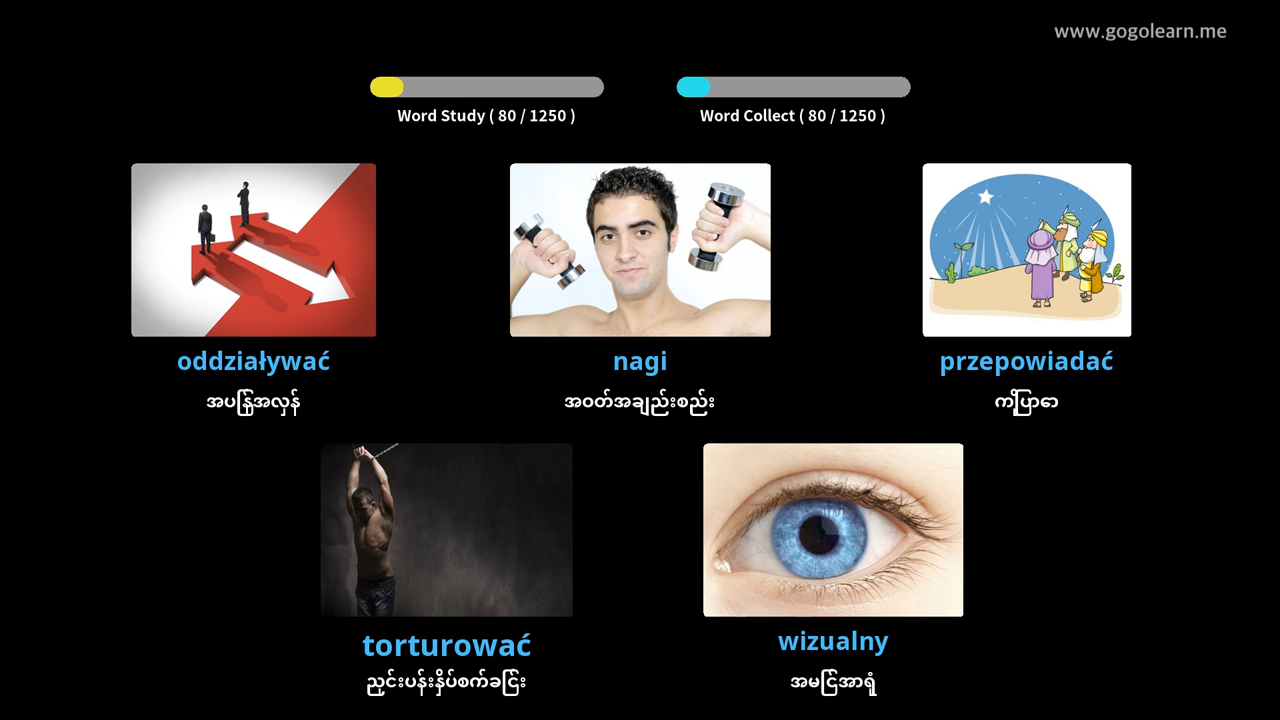 www.gogolearn.me
Word Study ( 80 / 1250 )
Word Collect ( 80 / 1250 )
oddziaływać
nagi
przepowiadać
အပြန်အလှန်
အဝတ်အချည်းစည်း
ကြိုပြော
torturować
wizualny
ညှင်းပန်းနှိပ်စက်ခြင်း
အမြင်အာရုံ